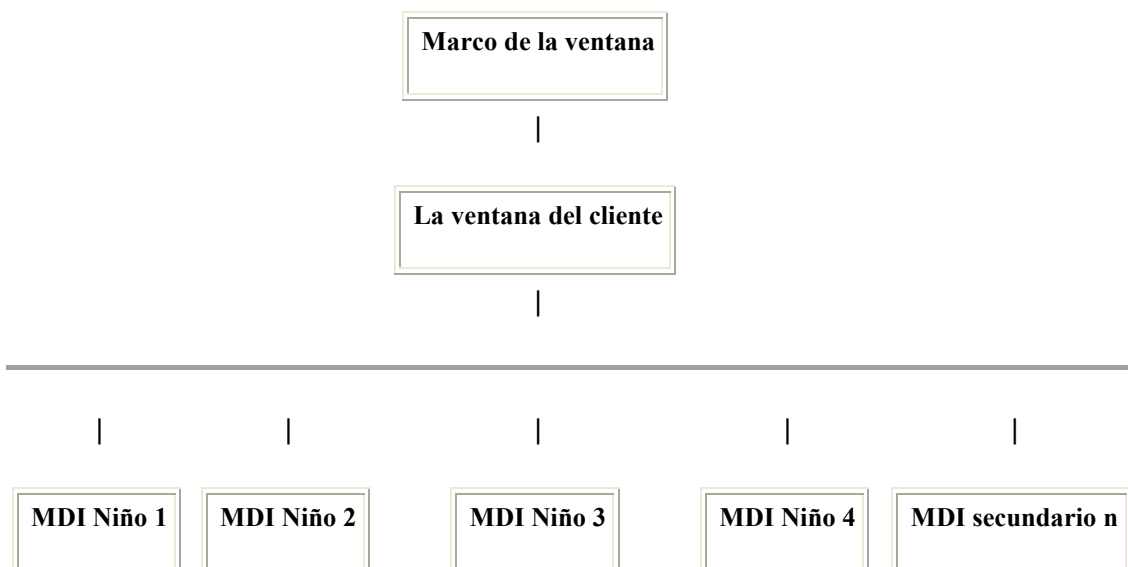 Marco de la ventana
|
La ventana del cliente
|
| | | | |
MDI Niño 1 MDI Niño 2 MDI Niño 3 MDI Niño 4 MDI secundario n